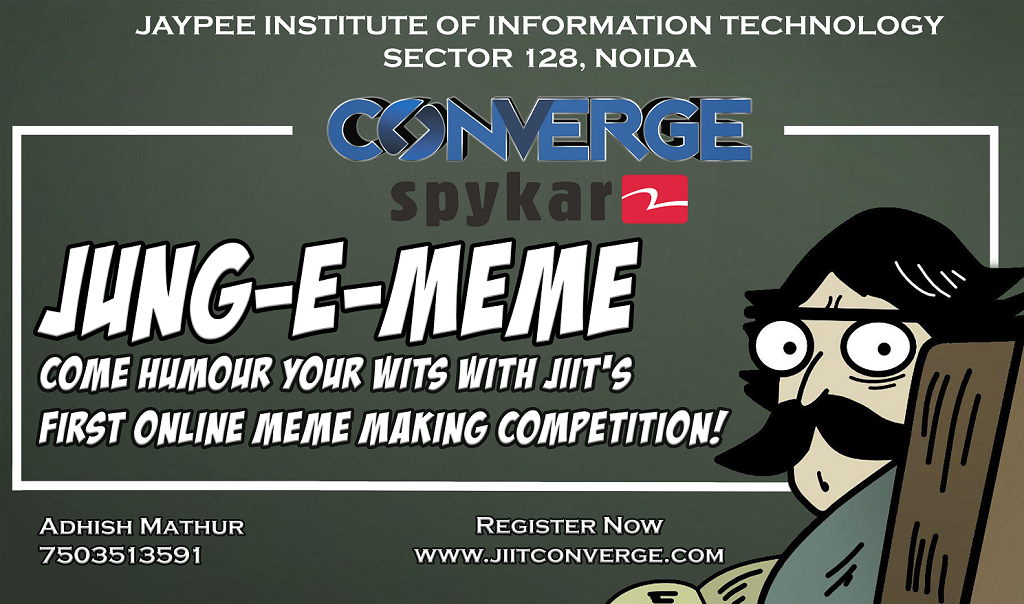 JAYPEE INSTITUTE OF INFORMATION TECHNOLOGY
SECTOR 128, NOIDA
CONVERGE
spykar
JUNG-E-MEME
COME HUMOUR YOUR WITS WITH JIIT'S
FIRST ONLINE MEME MAKING COMPETITION!
ADHISH MATHUR
7503513591
REGISTER NOW
WWW.JIITCONVERGE.COM